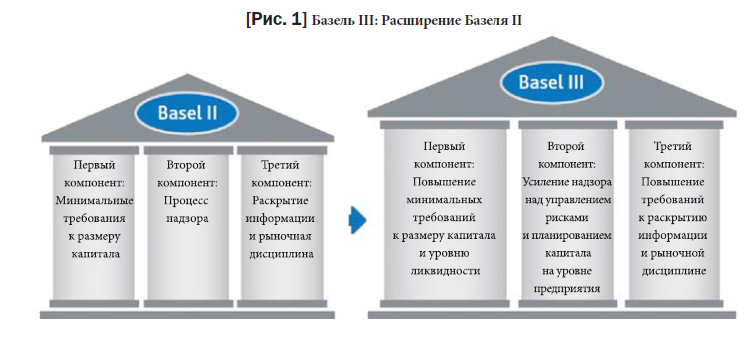 [Рис. 1] Базель III: Расширение Базеля II
Basel II
Первый
компонент:
Минимальные
требования
к размеру
капитала
Второй
компонент:
Процесс
надзора
Третий
компонент:
Раскрытие
информации
и рыночная
дисциплина
Basel III
Первый
компонент:
Повышение
минимальных
требований
к размеру капитала
и уровню
ликвидности
Второй
компонент:
Усиление надзора
над управлением
рисками
и планированием
капитала
на уровне
предприятия
Третий
компонент:
Повышение
требований
к раскрытию
информации
и рыночной
дисциплине